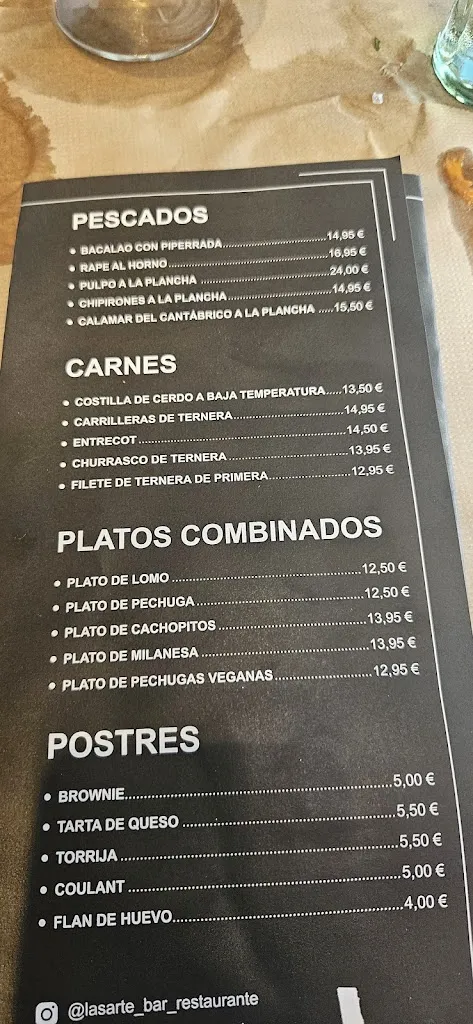 PESCADOS
• BACALAO CON PIPERRADA.....14,95 €
• RAPE AL HORNO.....16,95 €
• PULPO A LA PLANCHA.....24,00 €
• CHIPIRONES A LA PLANCHA.....14,95 €
• CALAMAR DEL CANTÁBRICO A LA PLANCHA.....15,50 €
CARNES
• COSTILLA DE CERDO A BAJA TEMPERATURA.....13,50 €
• CARRILLERAS DE TERNERA.....14,95 €
• ENTRECOT.....14,50 €
• CHURRASCO DE TERNERA.....13,95 €
• FILETE DE TERNERA DE PRIMERA.....12,95 €
PLATOS COMBINADOS
• PLATO DE LOMO.....12,50 €
• PLATO DE PECHUGA.....12,50 €
• PLATO DE CACHOPITOS.....13,95 €
• PLATO DE MILANESA.....13,95 €
• PLATO DE PECHUGAS VEGANAS.....12,95 €
POSTRES
• BROWNIE.....5,00 €
• TARTA DE QUESO.....5,50 €
• TORRIJA.....5,50 €
• COULANT.....5,00 €
• FLAN DE HUEVO.....4,00 €
@lasarte_bar_restaurante